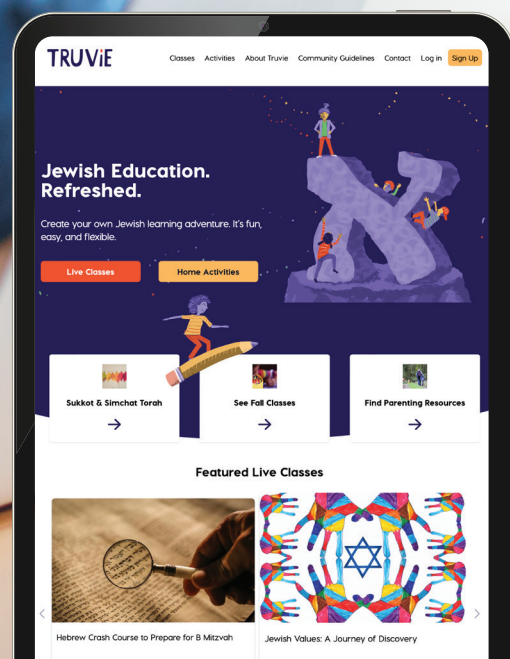 TRUViE
Classes Activities About Truvie Community Guidelines Contact Log in Sign Up
Jewish Education.
Refreshed.
Create your own Jewish learning adventure. It's fun,
easy, and flexible.
Live Classes
Home Activities
א
Sukkot & Simchat Torah
See Fall Classes
Find Parenting Resources
Featured Live Classes
Hebrew Crash Course to Prepare for B Mitzvah
Jewish Values: A Journey of Discovery